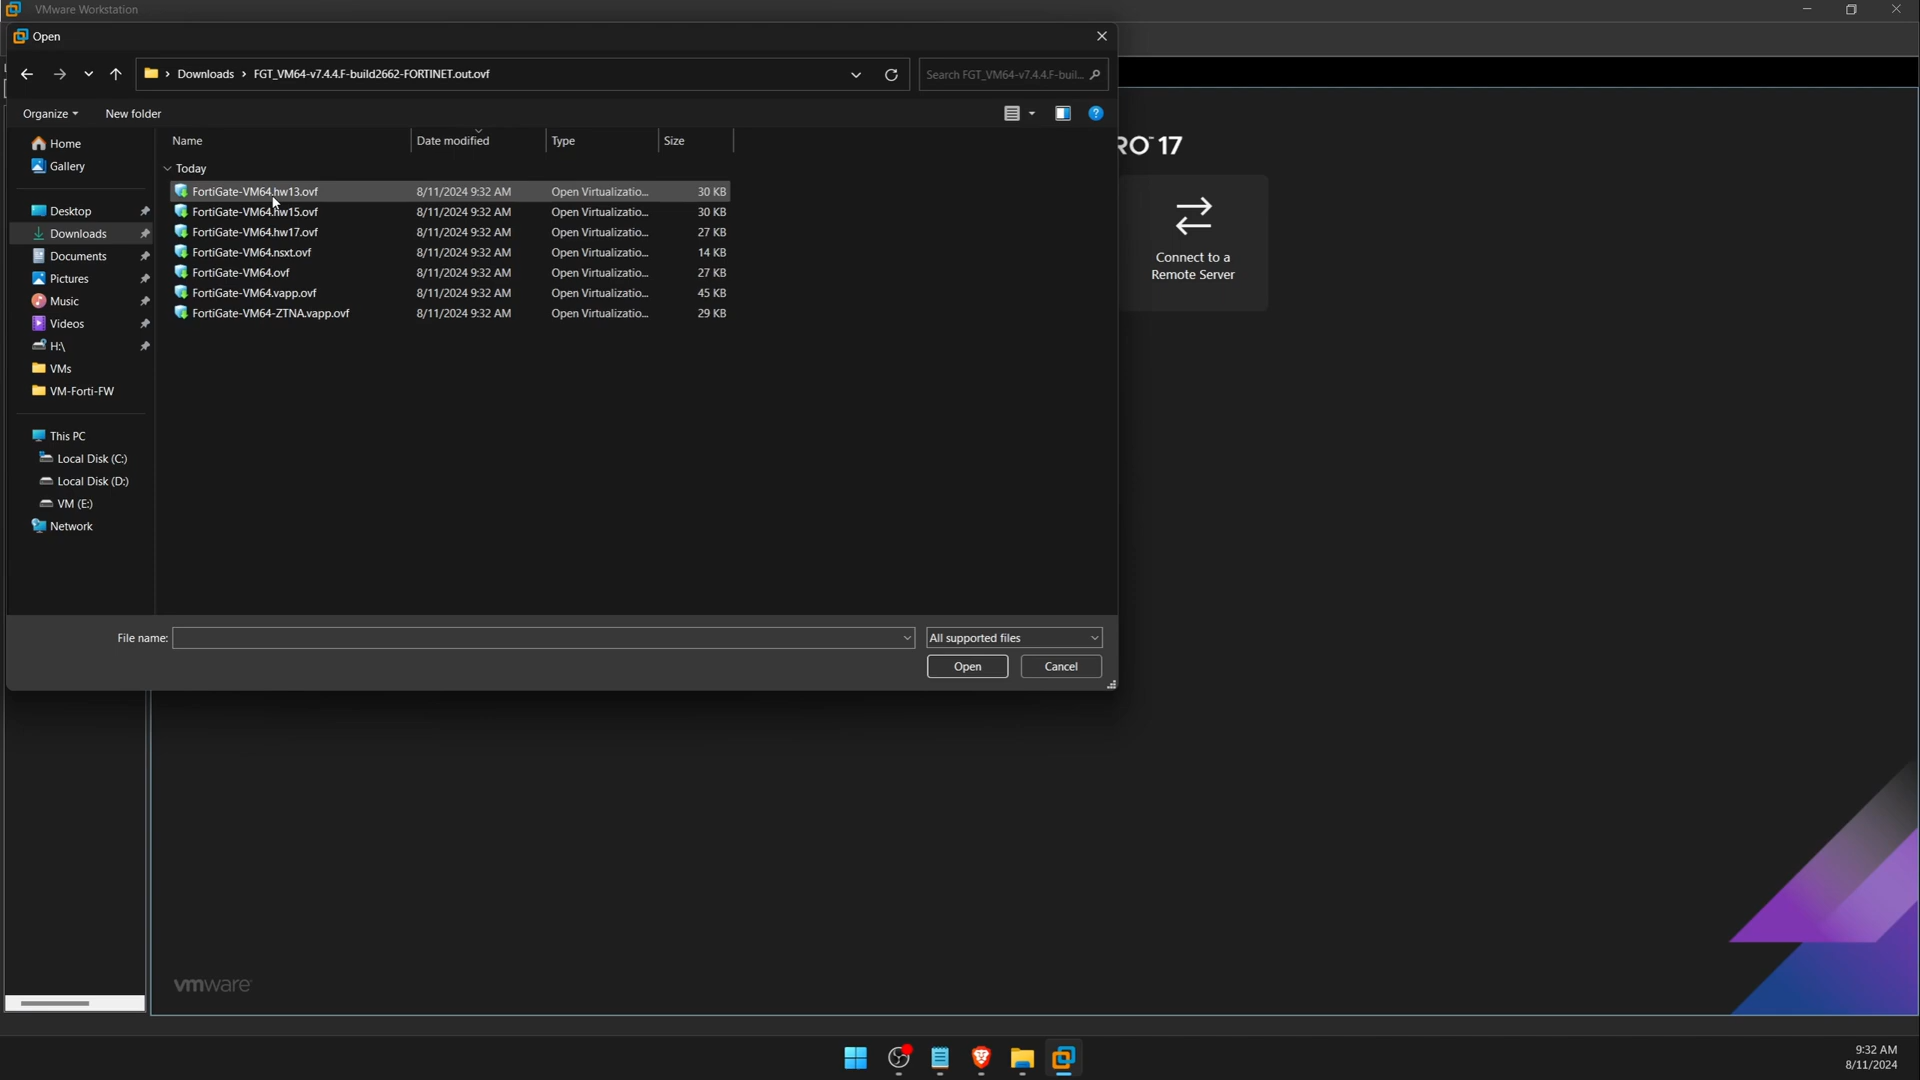 VMware Workstation
Open
Downloads > FGT_VM64-v7.4.4.F-build2662-FORTINET.out.ovf
Search FGT_VM64-v7.4.4.F-buil...
Organize
New folder
Home
Gallery
Desktop
Downloads
Documents
Pictures
Music
Videos
H:\
VMs
VM-Forti-FW
This PC
Local Disk (C:)
Local Disk (D:)
VM (E:)
Network
Name Date modified Type Size
Today
FortiGate-VM64.hw13.ovf 8/11/2024 9:32 AM Open Virtualizatio... 30 KB
FortiGate-VM64.hw15.ovf 8/11/2024 9:32 AM Open Virtualizatio... 30 KB
FortiGate-VM64.hw17.ovf 8/11/2024 9:32 AM Open Virtualizatio... 27 KB
FortiGate-VM64.nsxt.ovf 8/11/2024 9:32 AM Open Virtualizatio... 14 KB
FortiGate-VM64.ovf 8/11/2024 9:32 AM Open Virtualizatio... 27 KB
FortiGate-VM64.vapp.ovf 8/11/2024 9:32 AM Open Virtualizatio... 45 KB
FortiGate-VM64-ZTNA.vapp.ovf 8/11/2024 9:32 AM Open Virtualizatio... 29 KB
File name:
All supported files
Open
Cancel
RO™ 17
Connect to a
Remote Server
vmware
9:32 AM
8/11/2024